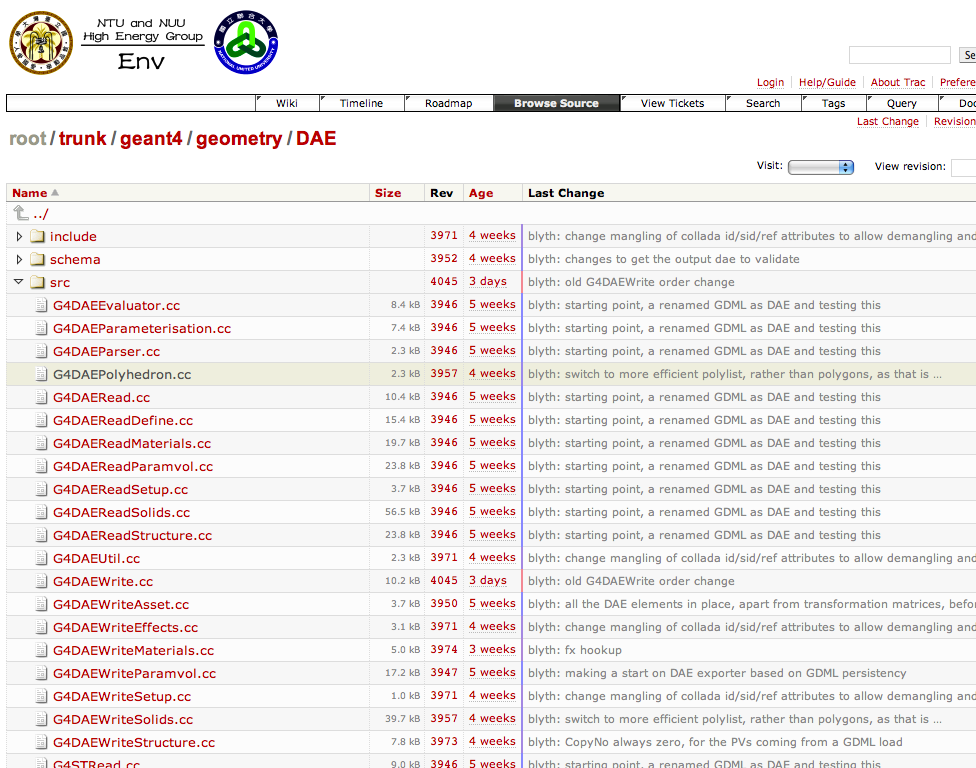 NTU and NUU
High Energy Group
Env
NATIONAL UNITED UNIVERSITY
Se
Login Help/Guide About Trac Prefere
Wiki Timeline Roadmap Browse Source View Tickets Search Tags Query Doc
Last Change Revision
root / trunk / geant4 / geometry / DAE
Visit: View revision:
Name Size Rev Age Last Change
../
include 3971 4 weeks blyth: change mangling of collada id/sid/ref attributes to allow demangling and
schema 3952 4 weeks blyth: changes to get the output dae to validate
src 4045 3 days blyth: old G4DAEWrite order change
G4DAEEvaluator.cc 8.4 kB 3946 5 weeks blyth: starting point, a renamed GDML as DAE and testing this
G4DAEParameterisation.cc 7.4 kB 3946 5 weeks blyth: starting point, a renamed GDML as DAE and testing this
G4DAEParser.cc 2.3 kB 3946 5 weeks blyth: starting point, a renamed GDML as DAE and testing this
G4DAEPolyhedron.cc 2.3 kB 3957 4 weeks blyth: switch to more efficient polylist, rather than polygons, as that is ...
G4DAERead.cc 10.4 kB 3946 5 weeks blyth: starting point, a renamed GDML as DAE and testing this
G4DAEReadDefine.cc 15.4 kB 3946 5 weeks blyth: starting point, a renamed GDML as DAE and testing this
G4DAEReadMaterials.cc 19.7 kB 3946 5 weeks blyth: starting point, a renamed GDML as DAE and testing this
G4DAEReadParamvol.cc 23.8 kB 3946 5 weeks blyth: starting point, a renamed GDML as DAE and testing this
G4DAEReadSetup.cc 3.7 kB 3946 5 weeks blyth: starting point, a renamed GDML as DAE and testing this
G4DAEReadSolids.cc 56.5 kB 3946 5 weeks blyth: starting point, a renamed GDML as DAE and testing this
G4DAEReadStructure.cc 23.8 kB 3946 5 weeks blyth: starting point, a renamed GDML as DAE and testing this
G4DAEUtil.cc 2.3 kB 3971 4 weeks blyth: change mangling of collada id/sid/ref attributes to allow demangling and
G4DAEWrite.cc 10.2 kB 4045 3 days blyth: old G4DAEWrite order change
G4DAEWriteAsset.cc 3.7 kB 3950 5 weeks blyth: all the DAE elements in place, apart from transformation matrices, befo
G4DAEWriteEffects.cc 3.1 kB 3971 4 weeks blyth: change mangling of collada id/sid/ref attributes to allow demangling and
G4DAEWriteMaterials.cc 5.0 kB 3974 3 weeks blyth: fx hookup
G4DAEWriteParamvol.cc 17.2 kB 3947 5 weeks blyth: making a start on DAE exporter based on GDML persistency
G4DAEWriteSetup.cc 1.0 kB 3971 4 weeks blyth: change mangling of collada id/sid/ref attributes to allow demangling and
G4DAEWriteSolids.cc 39.7 kB 3957 4 weeks blyth: switch to more efficient polylist, rather than polygons, as that is ...
G4DAEWriteStructure.cc 7.8 kB 3973 4 weeks blyth: CopyNo always zero, for the PVs coming from a GDML load
G4STRead.cc 9.0 kB 3946 5 weeks blyth: starting point, a renamed GDML as DAE and testing this